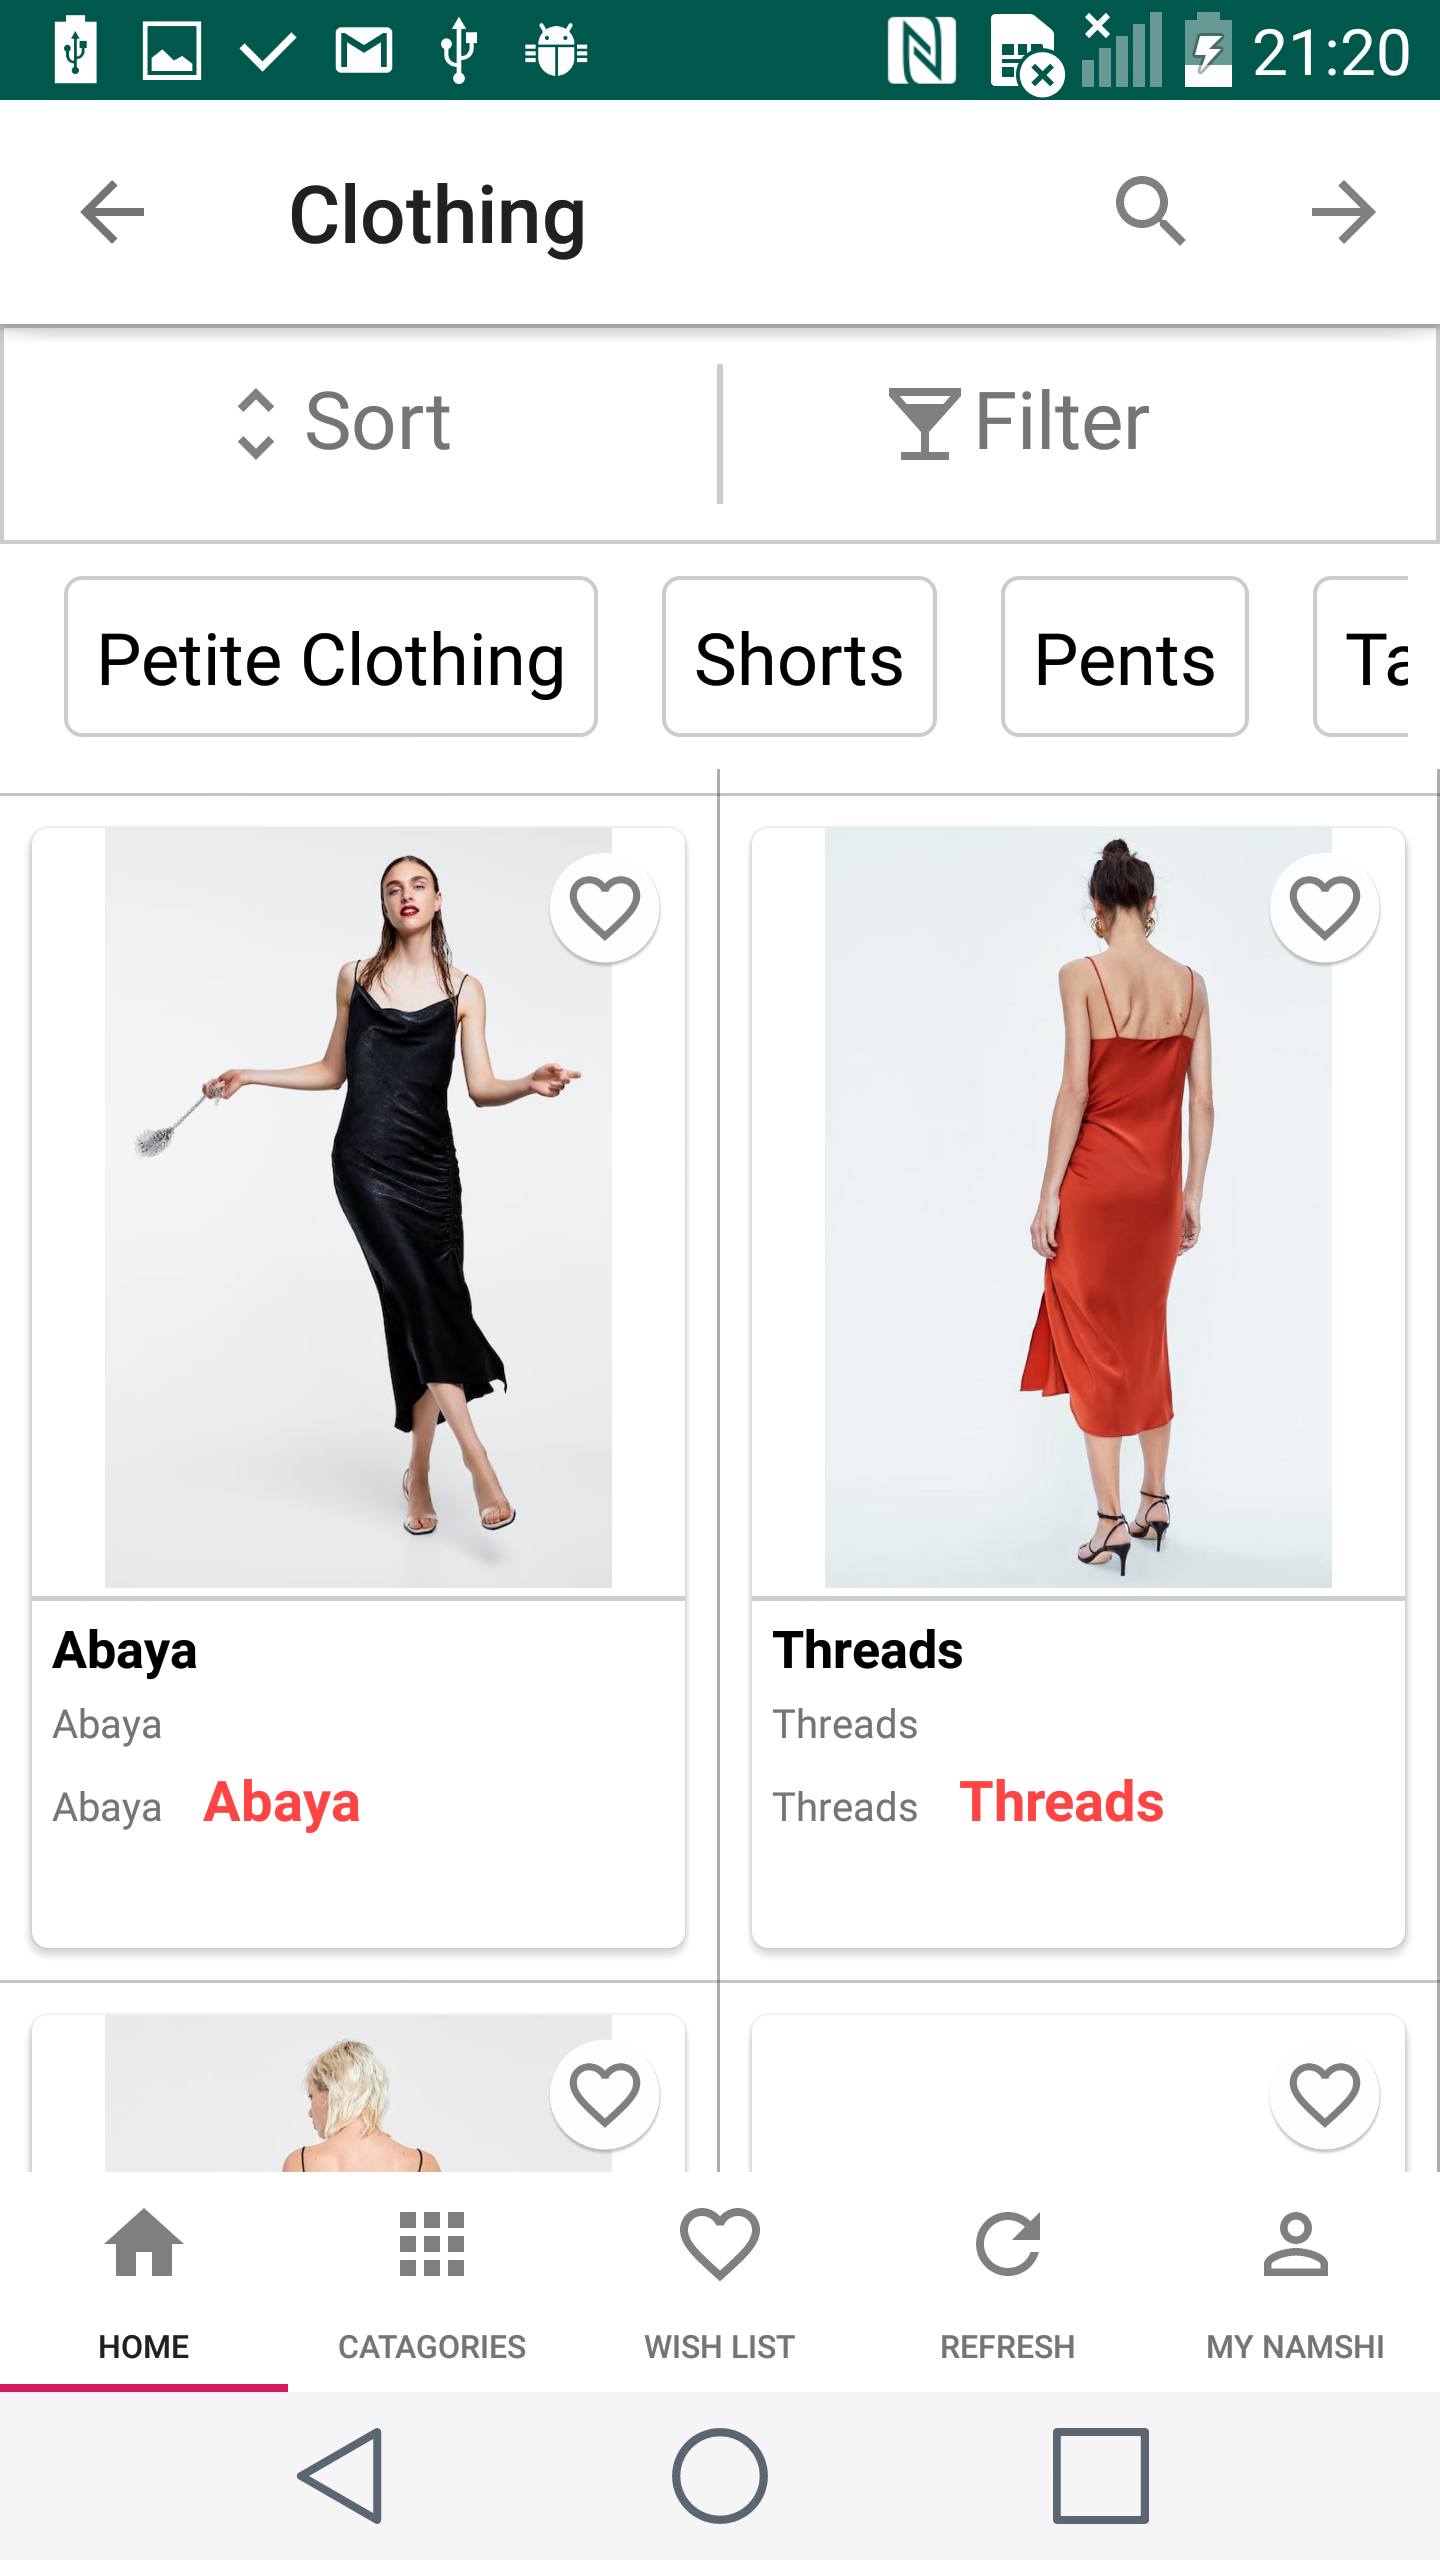 21:20
Clothing
Sort
Filter
Petite Clothing
Shorts
Pents
Ta
Abaya
Abaya
Abaya Abaya
Threads
Threads
Threads Threads
HOME
CATAGORIES
WISH LIST
REFRESH
MY NAMSHI